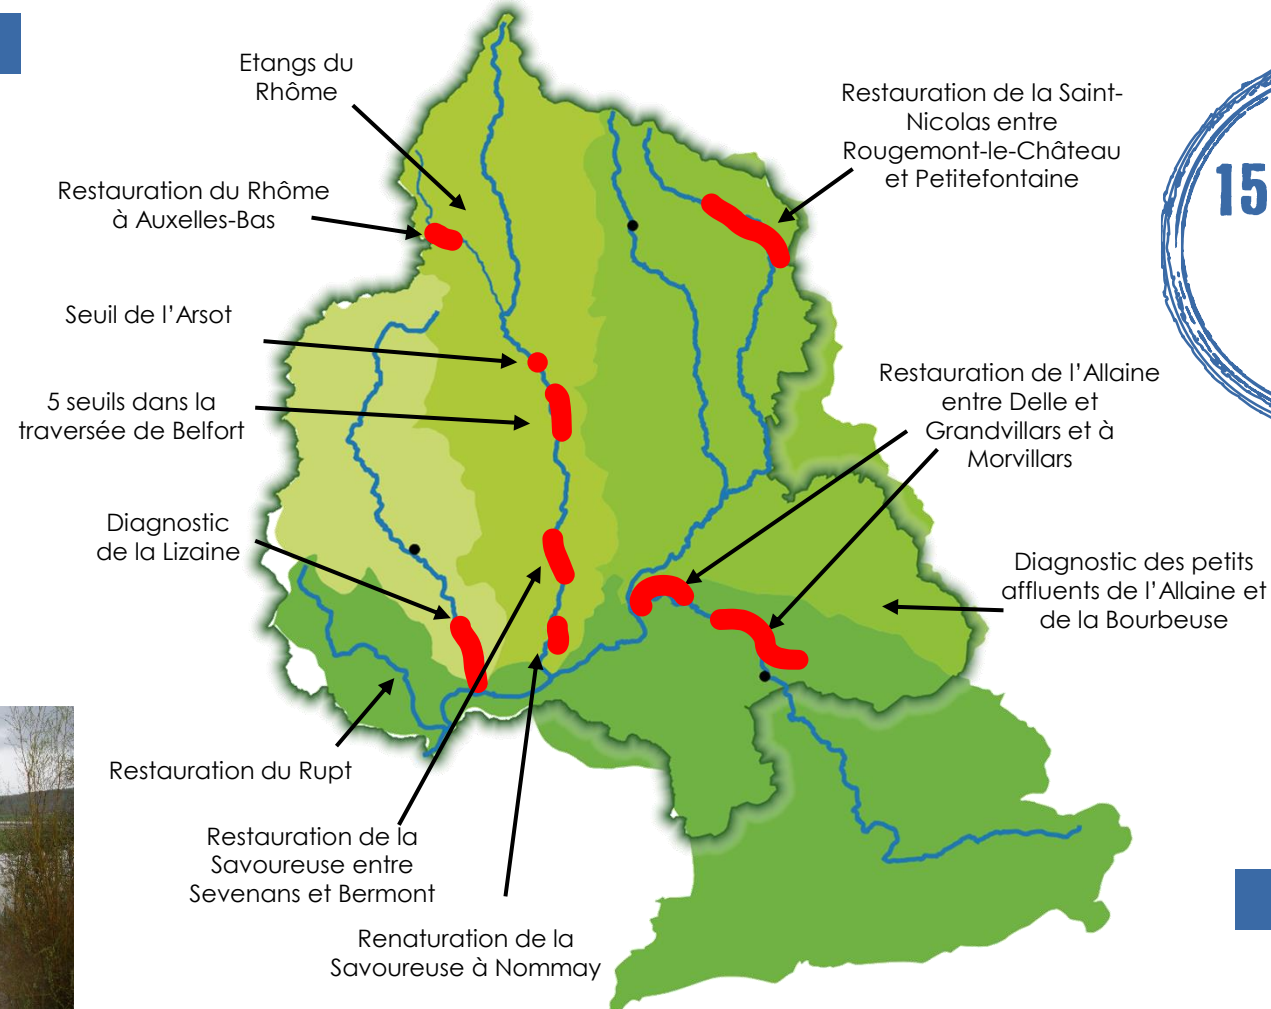 Etangs du
Rhôme
Restauration de la Saint-
Nicolas entre
Rougemont-le-Château
et Petitefontaine
15
Restauration du Rhôme
à Auxelles-Bas
Seuil de l'Arsot
5 seuils dans la
traversée de Belfort
Restauration de l'Allaine
entre Delle et
Grandvillars et à
Morvillars
Diagnostic
de la Lizaine
Diagnostic des petits
affluents de l'Allaine et
de la Bourbeuse
Restauration du Rupt
Restauration de la
Savoureuse entre
Sevenans et Bermont
Renaturation de la
Savoureuse à Nommay